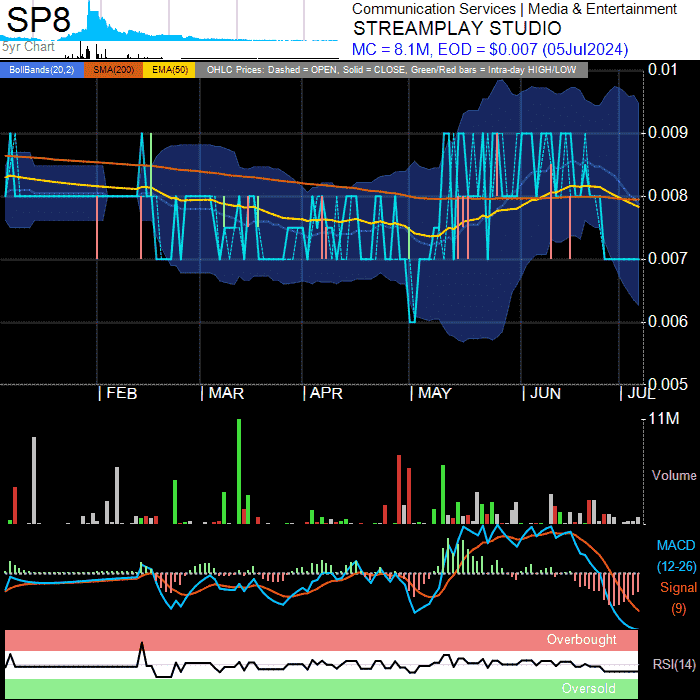 SP8
5yr Chart
Communication Services | Media & Entertainment
STREAMPLAY STUDIO
MC = 8.1M, EOD = $0.007 (05Jul2024)
BollBands(20,2) SMA(200) EMA(50) OHLC Prices: Dashed = OPEN, Solid = CLOSE, Green/Red bars = Intra-day HIGH/LOW
0.01
0.009
0.008
0.007
0.006
0.005
| FEB | MAR | APR | MAY | JUN | JUL
11M
Volume
MACD
(12-26)
Signal
(9)
Overbought
RSI(14)
Oversold